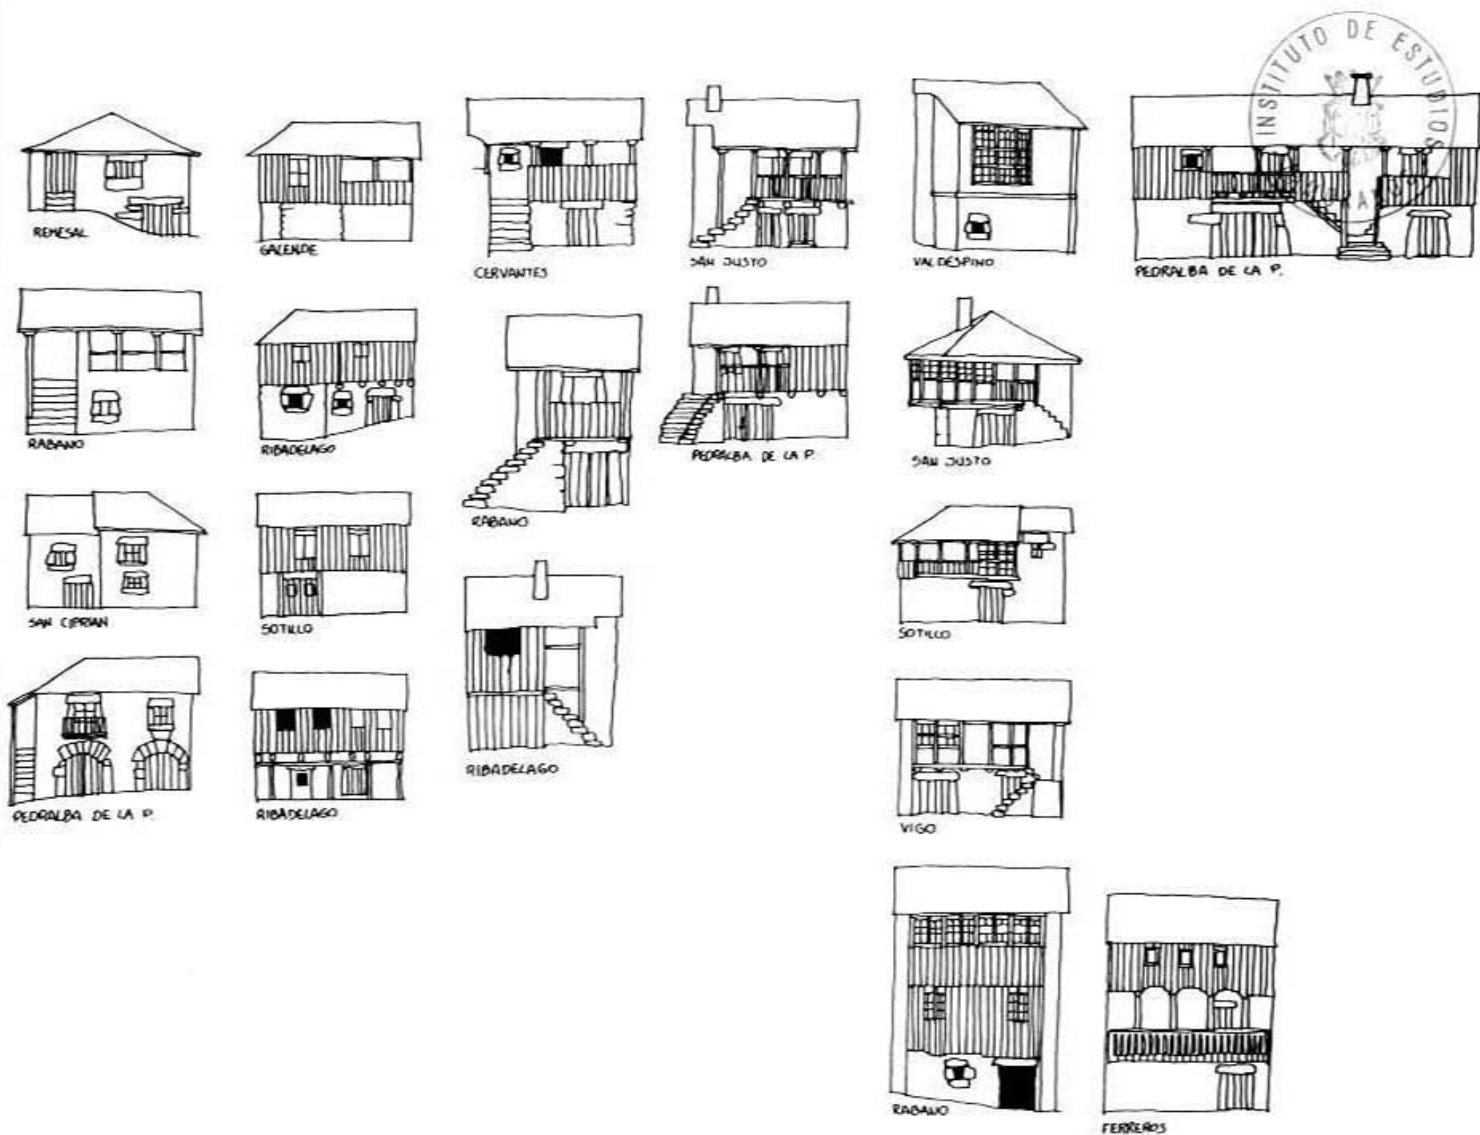 INSTITUTO DE ESTUDIOS
REMESAL
GALENDE
CERVANTES
SAN JUSTO
VALDESPINO
PEDRALBA DE LA P.
RABANO
RIBADELAGO
RABANO
PEDRALBA DE LA P.
SAN JUSTO
SAN CIPRIAN
SOTILLO
RIBADELAGO
SOTILLO
PEDRALBA DE LA P.
RIBADELAGO
VIGO
RABANO
FERREROS